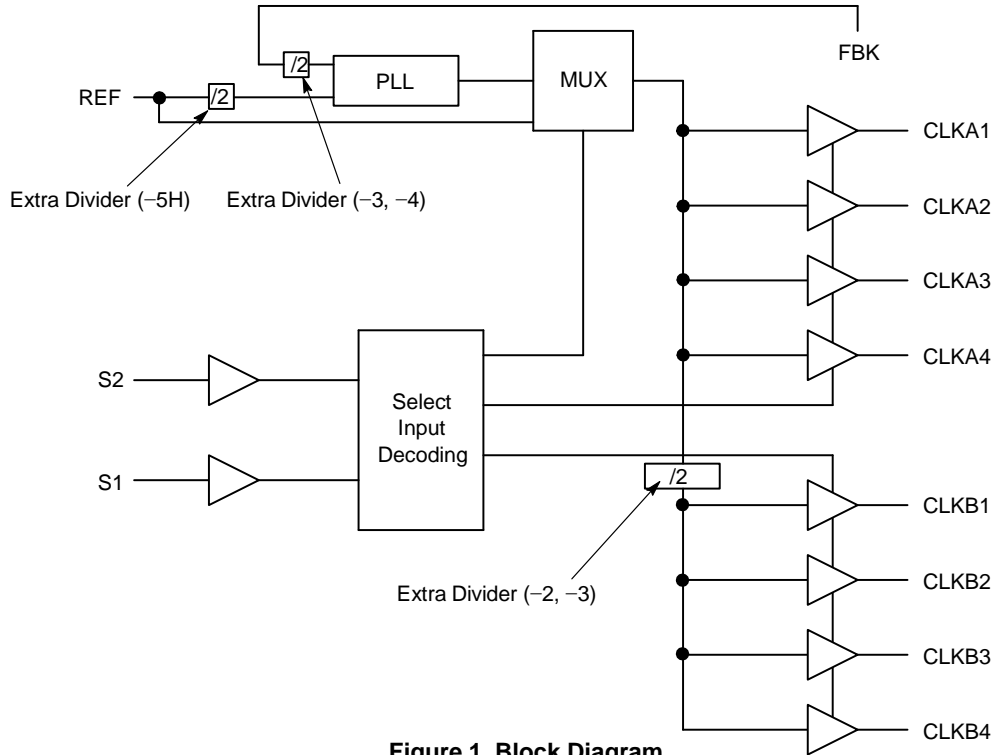 FBK
/2
PLL
MUX
REF
/2
CLKA1
Extra Divider (−5H)
Extra Divider (−3, −4)
CLKA2
CLKA3
CLKA4
S2
Select
Input
Decoding
S1
/2
CLKB1
CLKB2
Extra Divider (−2, −3)
CLKB3
CLKB4
Figure 1. Block Diagram